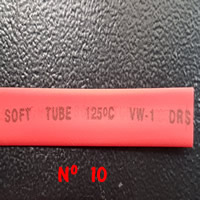 SOFT TUBE 125ºC VW-1 DRS
Nº 10